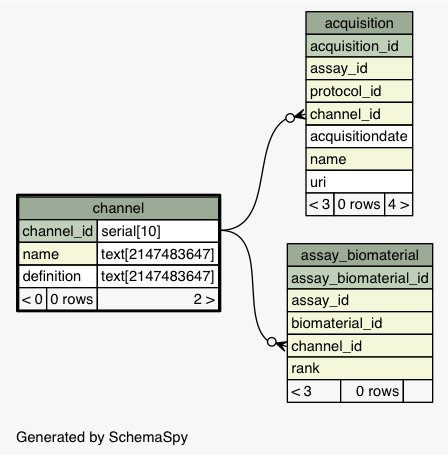 acquisition
acquisition_id
assay_id
protocol_id
channel_id
acquisitiondate
name
uri
< 3 0 rows 4 >
channel
channel_id serial[10]
name text[2147483647]
definition text[2147483647]
< 0 0 rows 2 >
assay_biomaterial
assay_biomaterial_id
assay_id
biomaterial_id
channel_id
rank
< 3 0 rows
Generated by SchemaSpy